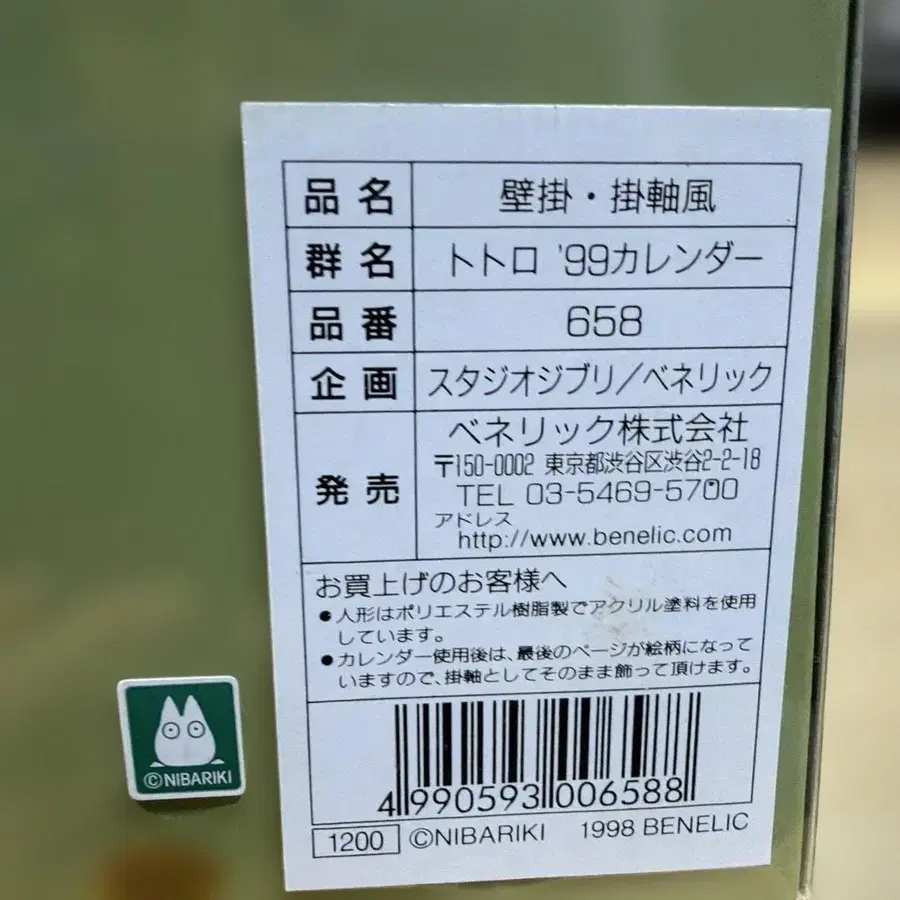 品名 壁掛・掛軸風
群名 トトロ '99カレンダー
品番 658
企画 スタジオジブリ/ベネリック
発売 ベネリック株式会社
〒150-0002 東京都渋谷区渋谷2-2-18
TEL 03-5469-5700
アドレス
http://www.benelic.com
お買上げのお客様へ
●人形はポリエステル樹脂製でアクリル塗料を使用
しています。
●カレンダー使用後は、最後のページが絵柄になって
いますので、掛軸としてそのまま飾って頂けます。
4 990593 006588
1200 ©NIBARIKI 1998 BENELIC
©NIBARIKI